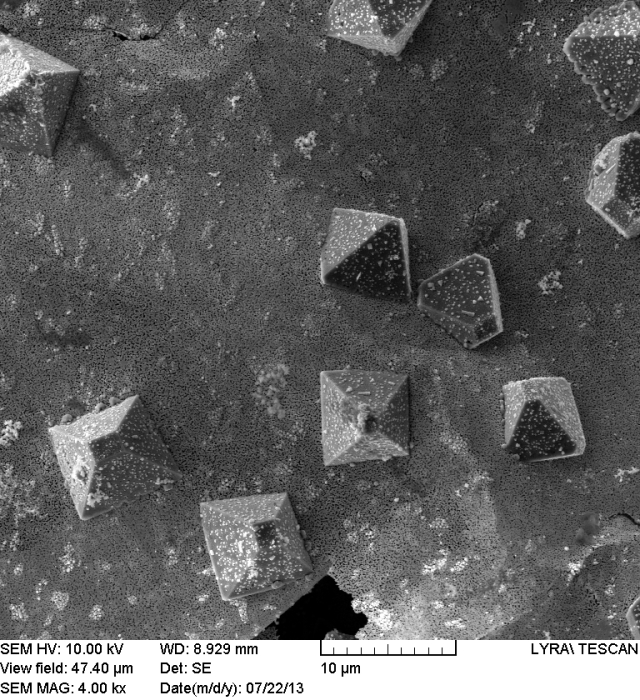 SEM HV: 10.00 kV WD: 8.929 mm LYRA\ TESCAN
View field: 47.40 µm Det: SE 10 µm
SEM MAG: 4.00 kx Date(m/d/y): 07/22/13